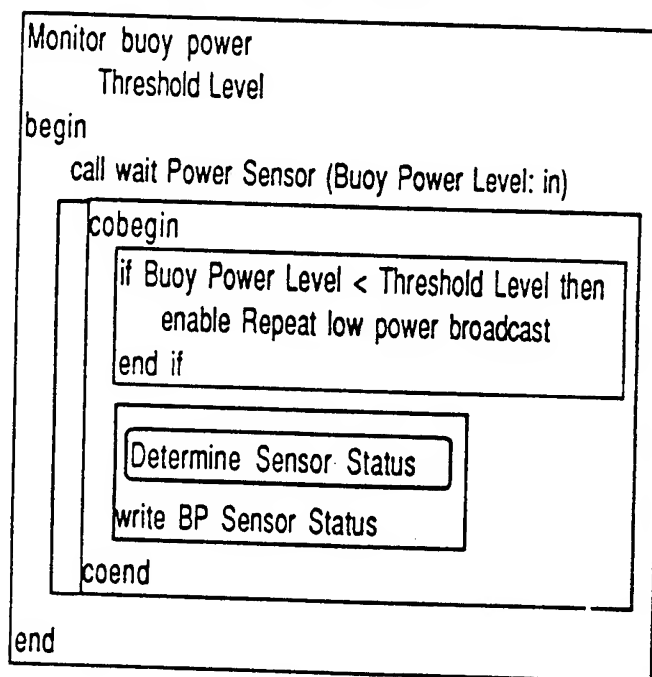 Monitor buoy power
Threshold Level
begin
call wait Power Sensor (Buoy Power Level: in)
cobegin
if Buoy Power Level < Threshold Level then
enable Repeat low power broadcast
end if
Determine Sensor Status
write BP Sensor Status
coend
end